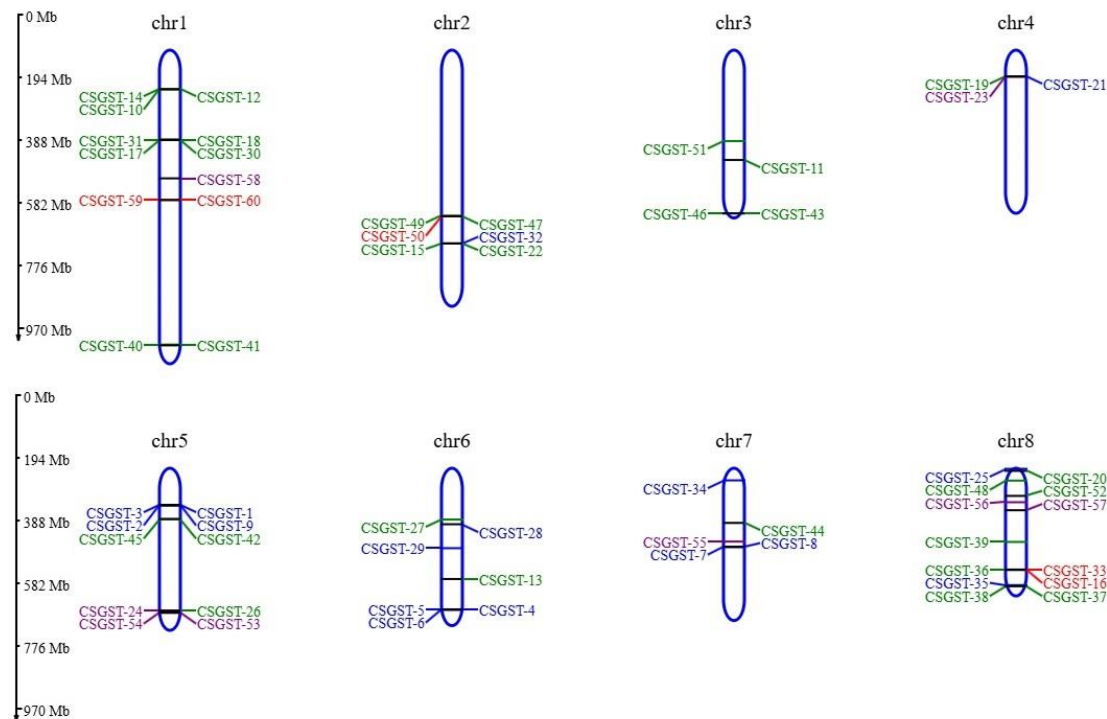 0 Mb
194 Mb
388 Mb
582 Mb
776 Mb
970 Mb
chr1
CSGST-14
CSGST-12
CSGST-10
CSGST-31
CSGST-18
CSGST-17
CSGST-30
CSGST-58
CSGST-59
CSGST-60
CSGST-40
CSGST-41
chr2
CSGST-49
CSGST-47
CSGST-50
CSGST-32
CSGST-15
CSGST-22
chr3
CSGST-51
CSGST-11
CSGST-46
CSGST-43
chr4
CSGST-19
CSGST-21
CSGST-23
0 Mb
194 Mb
388 Mb
582 Mb
776 Mb
970 Mb
chr5
CSGST-3
CSGST-1
CSGST-2
CSGST-9
CSGST-45
CSGST-42
CSGST-24
CSGST-26
CSGST-54
CSGST-53
chr6
CSGST-27
CSGST-28
CSGST-29
CSGST-13
CSGST-5
CSGST-4
CSGST-6
chr7
CSGST-34
CSGST-44
CSGST-55
CSGST-8
CSGST-7
chr8
CSGST-25
CSGST-20
CSGST-48
CSGST-52
CSGST-56
CSGST-57
CSGST-39
CSGST-36
CSGST-33
CSGST-35
CSGST-16
CSGST-38
CSGST-37